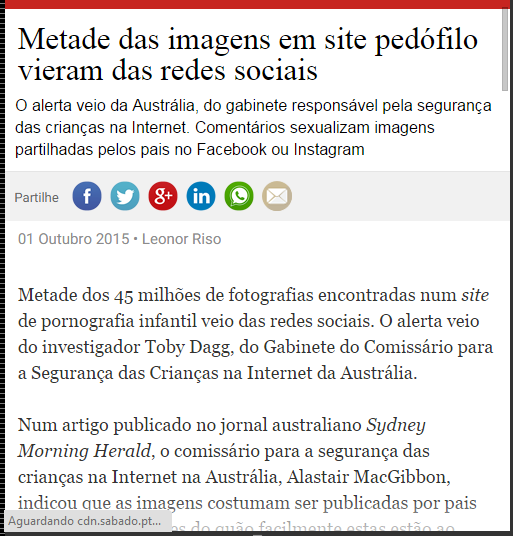 Metade das imagens em site pedófilo
vieram das redes sociais
O alerta veio da Austrália, do gabinete responsável pela segurança
das crianças na Internet. Comentários sexualizam imagens
partilhadas pelos pais no Facebook ou Instagram
Partilhe f g+ in
01 Outubro 2015 • Leonor Riso
Metade dos 45 milhões de fotografias encontradas num site
de pornografia infantil veio das redes sociais. O alerta veio
do investigador Toby Dagg, do Gabinete do Comissário para
a Segurança das Crianças na Internet da Austrália.
Num artigo publicado no jornal australiano Sydney
Morning Herald, o comissário para a segurança das
crianças na Internet na Austrália, Alastair MacGibbon,
indicou que as imagens costumam ser publicadas por pais
Aguardando cdn.sabado.pt... es do quão facilmente estas estão ao